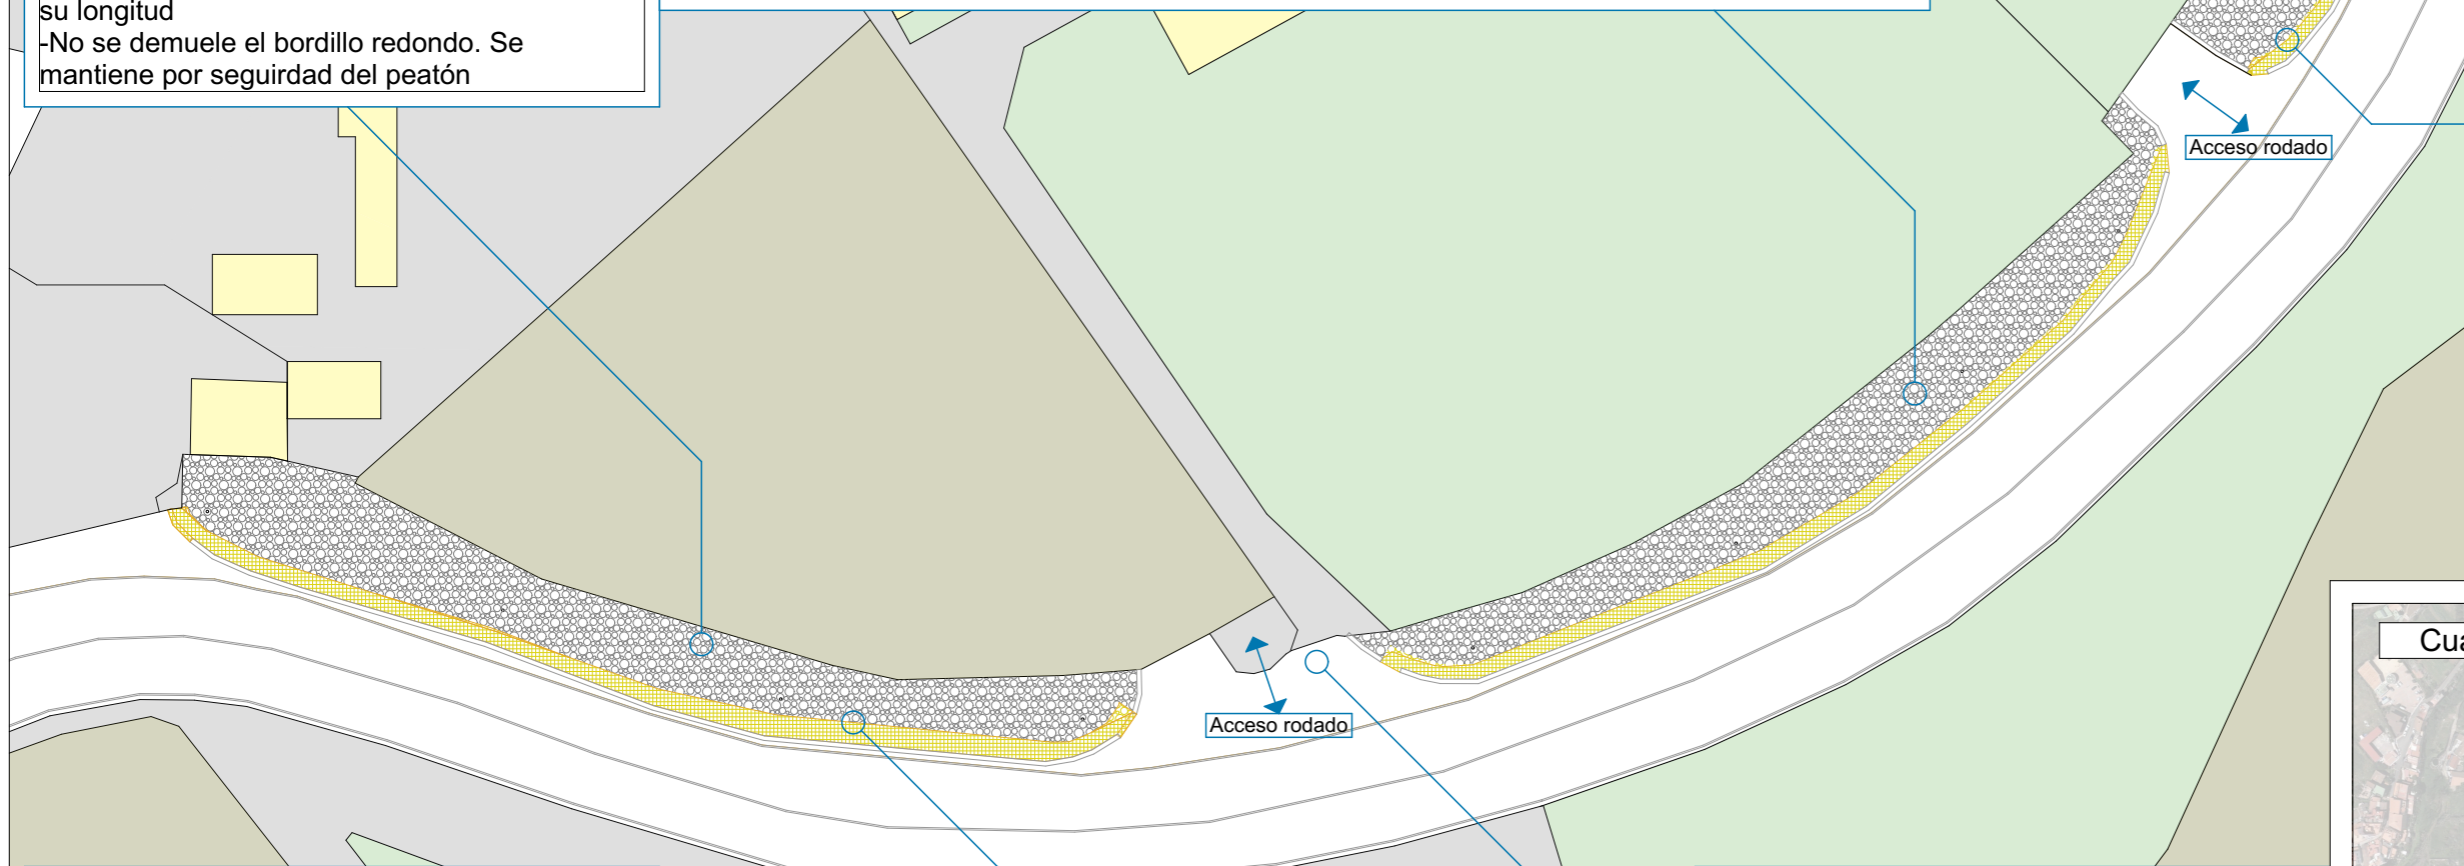 su longitud
-No se demuele el bordillo redondo. Se
mantiene por seguirdad del peatón
Acceso rodado
Acceso rodado
Cua